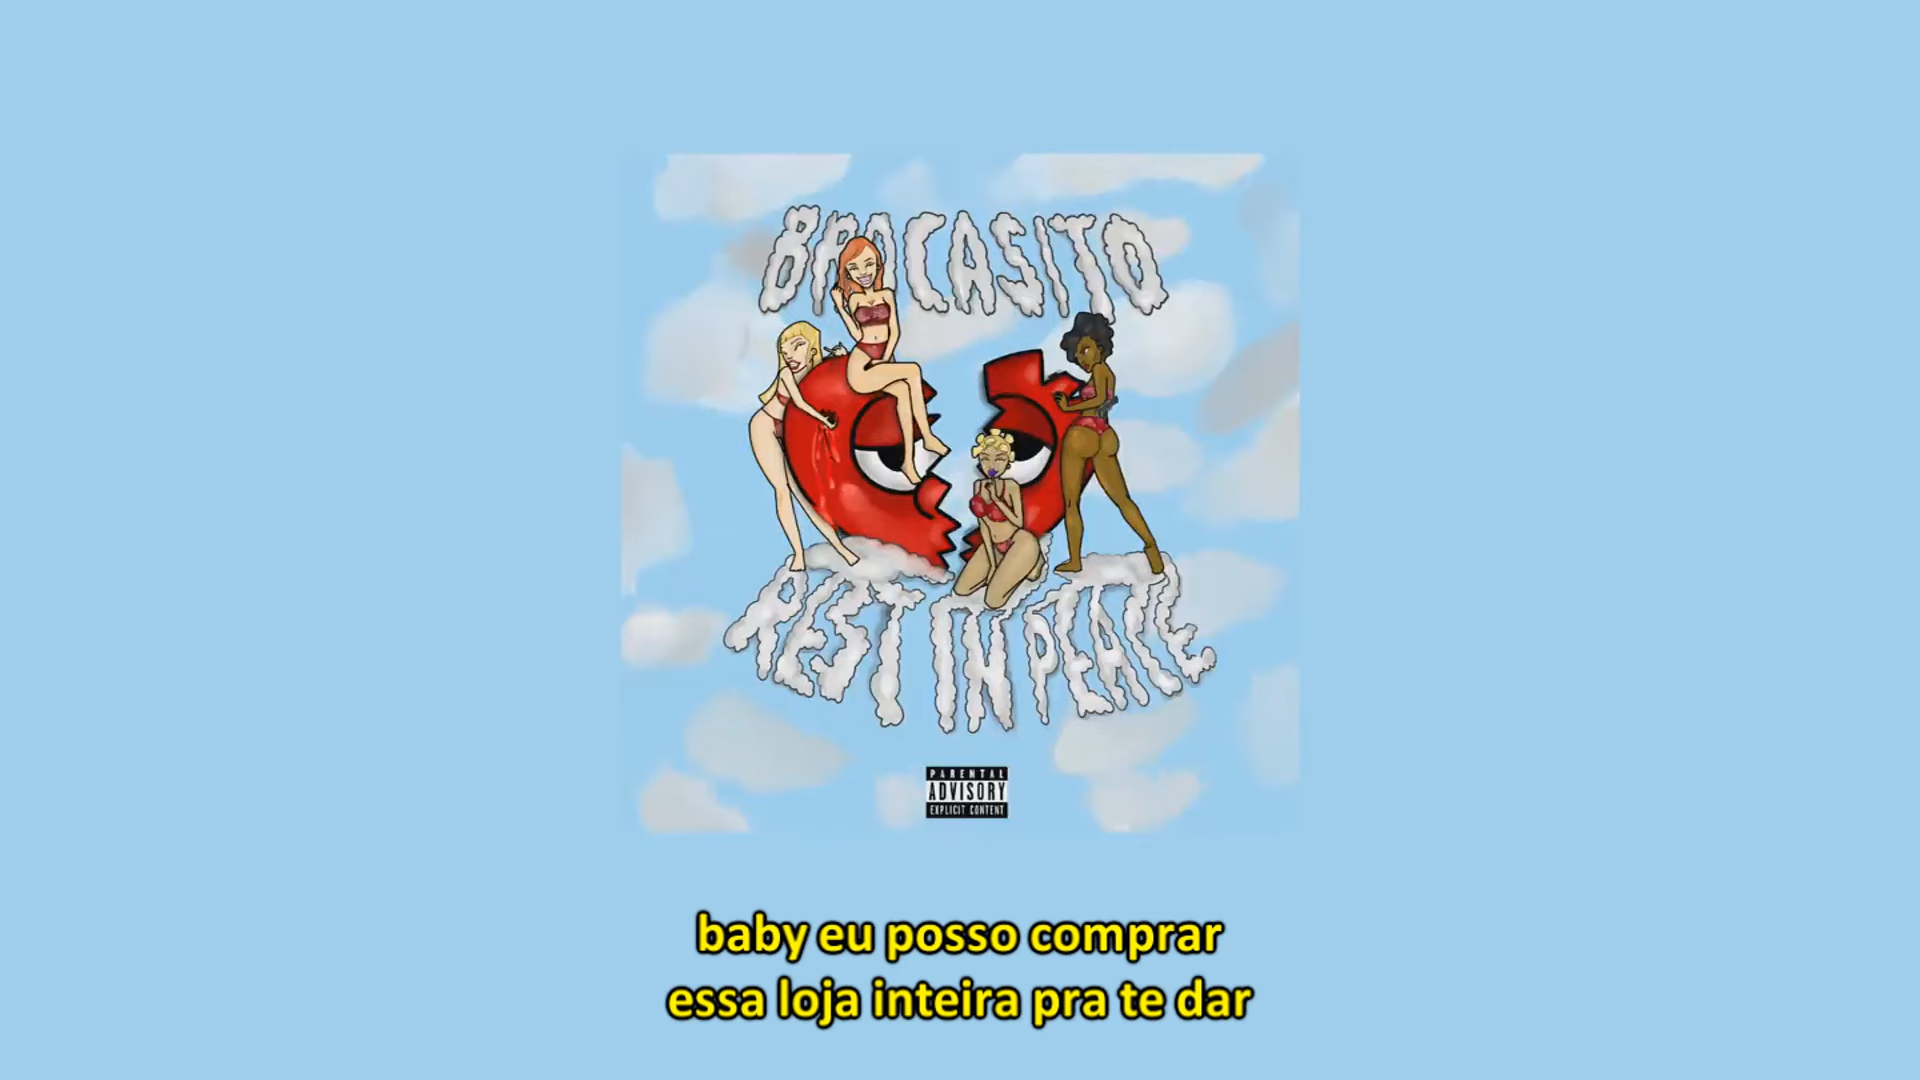 BROCASITO
REST IN PEACE
PARENTAL
ADVISORY
EXPLICIT CONTENT
baby eu posso comprar
essa loja inteira pra te dar